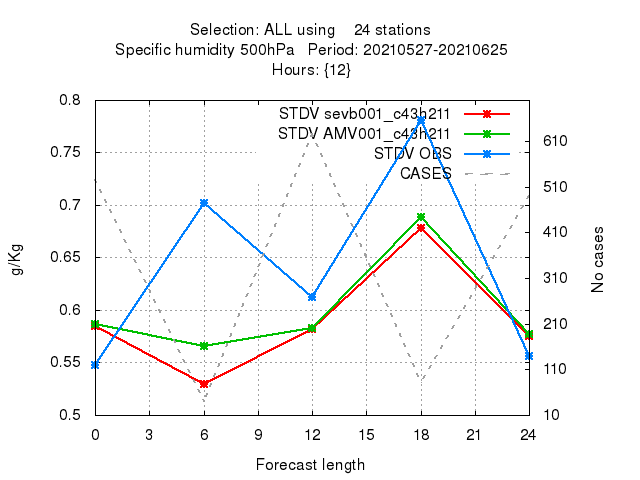 Selection: ALL using    24 stations
Specific humidity 500hPa   Period: 20210527-20210625
Hours: {12}
STDV sevb001_c43h211
STDV AMV001_c43h211
STDV OBS
CASES
0.8
0.75
0.7
0.65
0.6
0.55
0.5
g/Kg
610
510
410
310
210
110
10
No cases
0 3 6 9 12 15 18 21 24
Forecast length